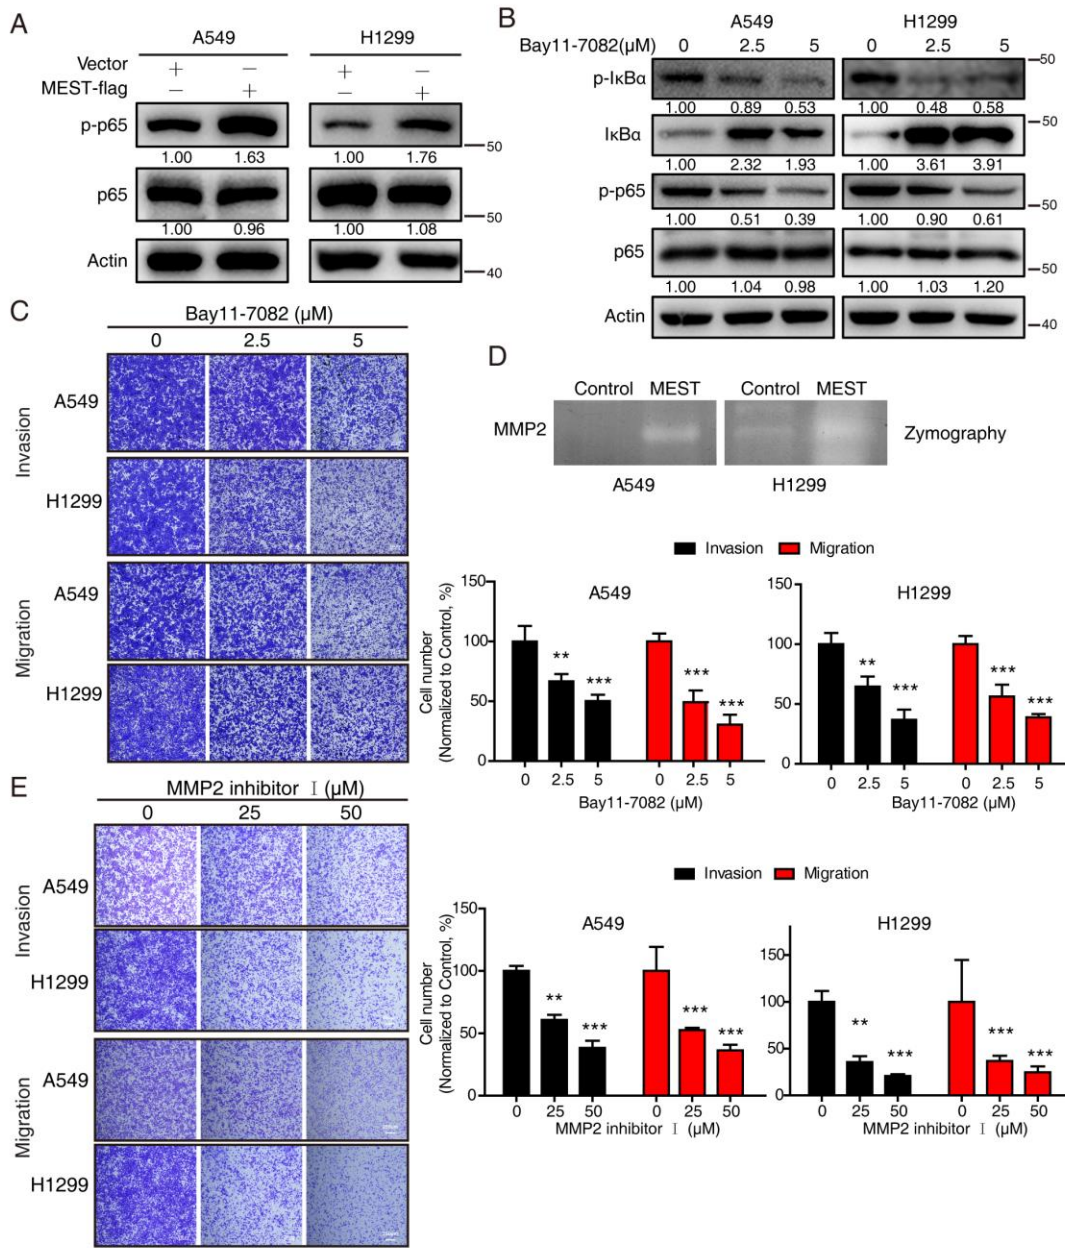 A
A549 H1299
Vector + − + −
MEST-flag − + − +
p-p65
50
1.00 1.63 1.00 1.76
p65
50
1.00 0.96 1.00 1.08
Actin
40
B
A549 H1299
Bay11-7082(μM) 0 2.5 5 0 2.5 5
p-IκBα
50
1.00 0.89 0.53 1.00 0.48 0.58
IκBα
50
1.00 2.32 1.93 1.00 3.61 3.91
p-p65
50
1.00 0.51 0.39 1.00 0.90 0.61
p65
50
1.00 1.04 0.98 1.00 1.03 1.20
Actin
40
C
Bay11-7082 (μM)
0 2.5 5
Invasion
A549
H1299
Migration
A549
H1299
D
Control MEST Control MEST
MMP2
Zymography
A549 H1299
Invasion Migration
A549
Cell number
(Normalized to Control, %)
150
100
50
0
** *** *** ***
0 2.5 5 0 2.5 5
Bay11-7082 (μM)
H1299
150
100
50
0
** *** *** ***
0 2.5 5 0 2.5 5
Bay11-7082 (μM)
E
MMP2 inhibitor Ⅰ (μM)
0 25 50
Invasion
A549
H1299
Migration
A549
H1299
Invasion Migration
A549
Cell number
(Normalized to Control, %)
150
100
50
0
** *** *** ***
0 25 50 0 25 50
MMP2 inhibitor Ⅰ (μM)
H1299
150
100
50
0
** *** *** ***
0 25 50 0 25 50
MMP2 inhibitor Ⅰ (μM)